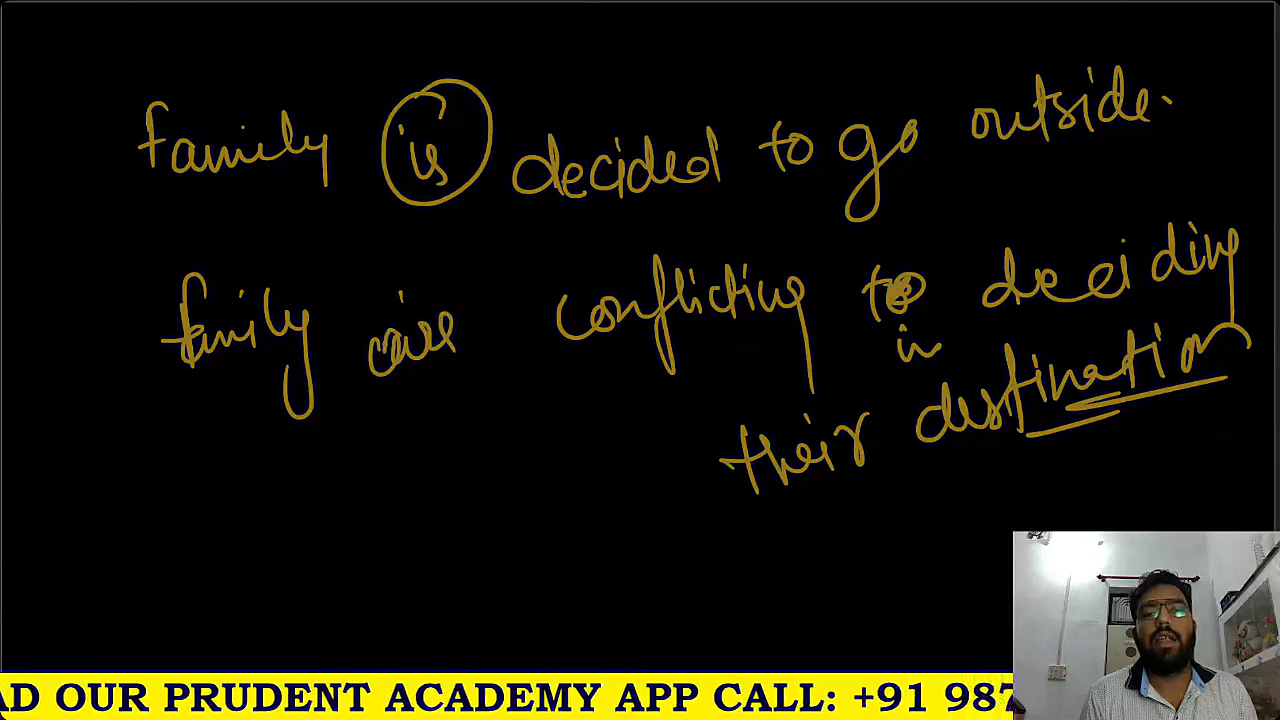 family is decided to go outside.
family are conflicting to deciding
in
their destination
AD OUR PRUDENT ACADEMY APP CALL: +91 987